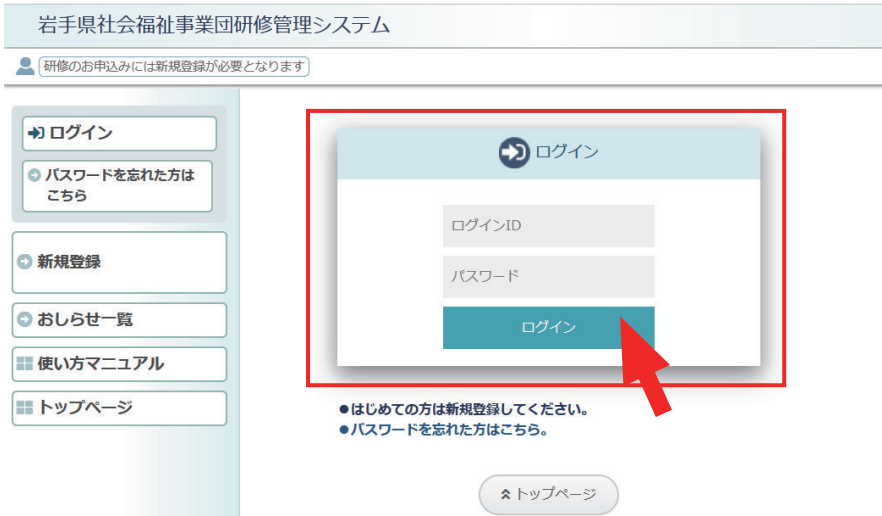 岩手県社会福祉事業団研修管理システム
研修のお申込みには新規登録が必要となります
ログイン
パスワードを忘れた方は
こちら
新規登録
おしらせ一覧
使い方マニュアル
トップページ
ログイン
ログインID
パスワード
ログイン
●はじめての方は新規登録してください。
●パスワードを忘れた方はこちら。
トップページ